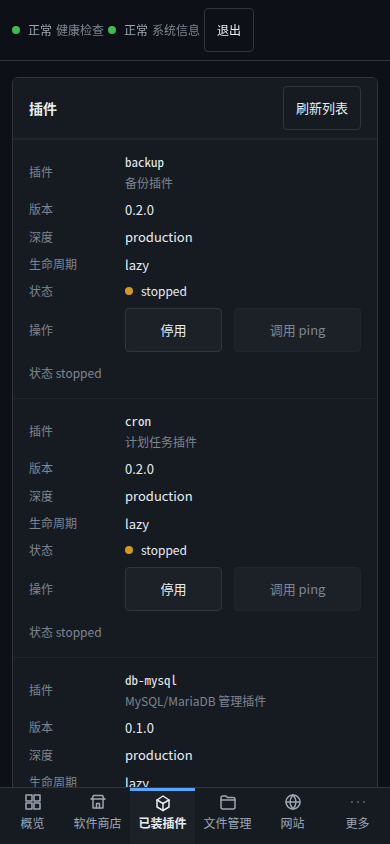 正常 健康检查 正常 系统信息 退出
插件 刷新列表
插件 backup
备份插件
版本 0.2.0
深度 production
生命周期 lazy
状态 stopped
操作 停用 调用 ping
状态 stopped
插件 cron
计划任务插件
版本 0.2.0
深度 production
生命周期 lazy
状态 stopped
操作 停用 调用 ping
状态 stopped
插件 db-mysql
MySQL/MariaDB 管理插件
版本 0.1.0
深度 production
生命周期 lazy
概览 软件商店 已装插件 文件管理 网站 更多